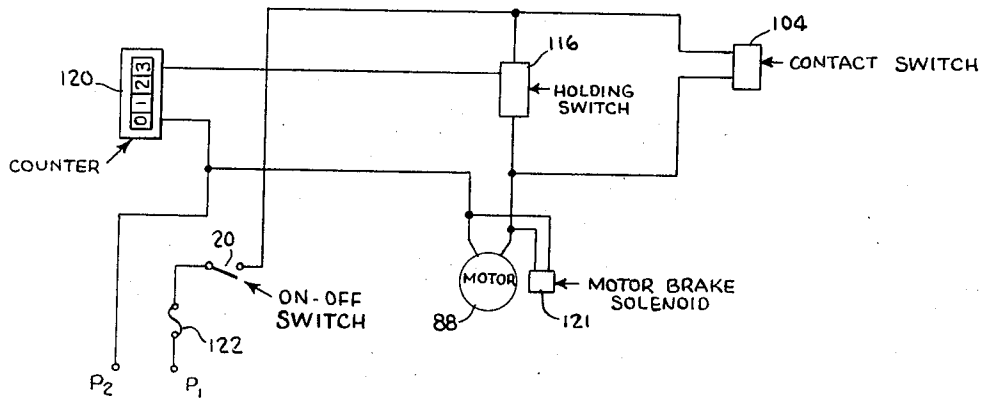 104
116
CONTACT SWITCH
120
0 1 2 3
HOLDING
SWITCH
COUNTER
20
ON-OFF
SWITCH
MOTOR
MOTOR BRAKE
SOLENOID
88
121
122
P2
P1